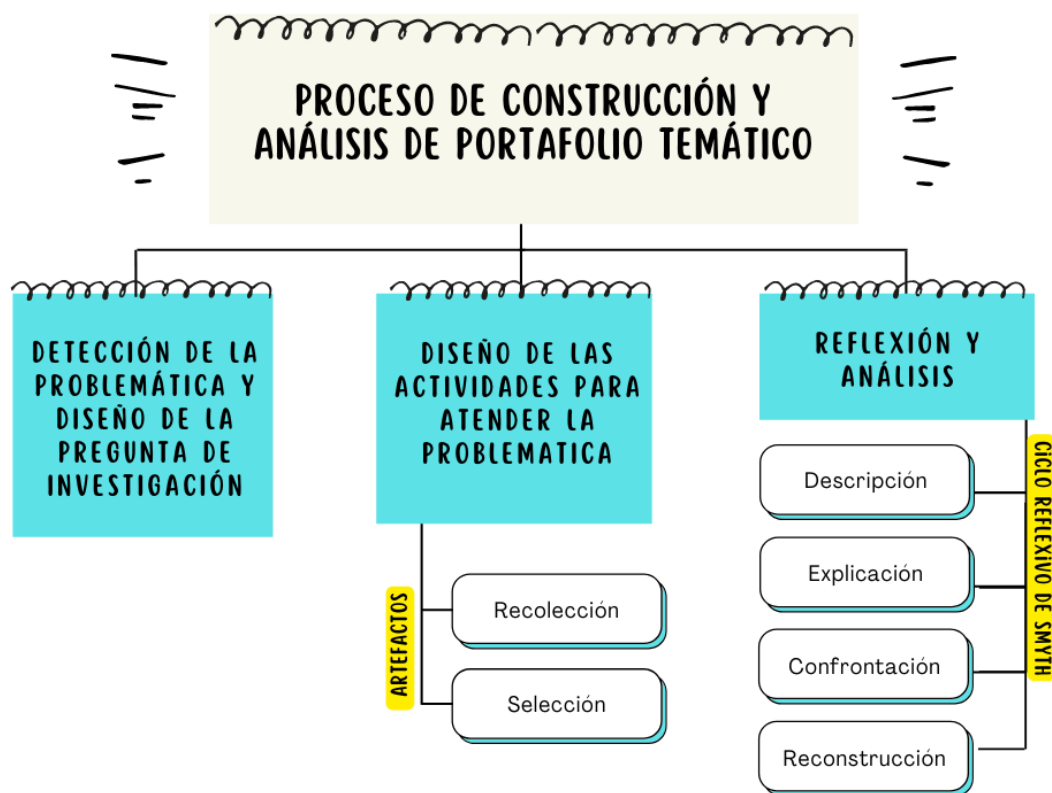 PROCESO DE CONSTRUCCIÓN Y
ANÁLISIS DE PORTAFOLIO TEMÁTICO
DETECCIÓN DE LA
PROBLEMÁTICA Y
DISEÑO DE LA
PREGUNTA DE
INVESTIGACIÓN
DISEÑO DE LAS
ACTIVIDADES PARA
ATENDER LA
PROBLEMATICA
ARTEFACTOS
Recolección
Selección
REFLEXIÓN Y
ANÁLISIS
CiCLO REFLEXiVO DE SMYTH
Descripción
Explicación
Confrontación
Reconstrucción